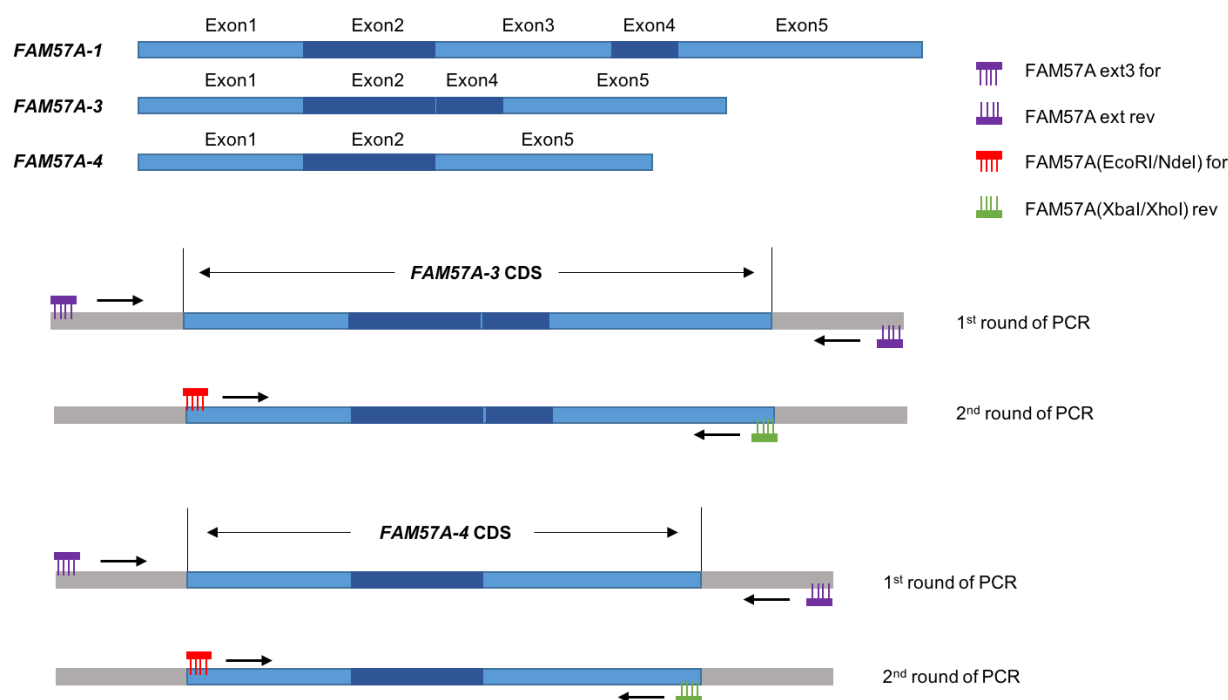 Exon1 Exon2 Exon3 Exon4 Exon5
FAM57A-1
Exon1 Exon2 Exon4 Exon5
FAM57A-3
Exon1 Exon2 Exon5
FAM57A-4
FAM57A ext3 for
FAM57A ext rev
FAM57A(EcoRI/NdeI) for
FAM57A(XbaI/XhoI) rev
FAM57A-3 CDS
1st round of PCR
2nd round of PCR
FAM57A-4 CDS
1st round of PCR
2nd round of PCR